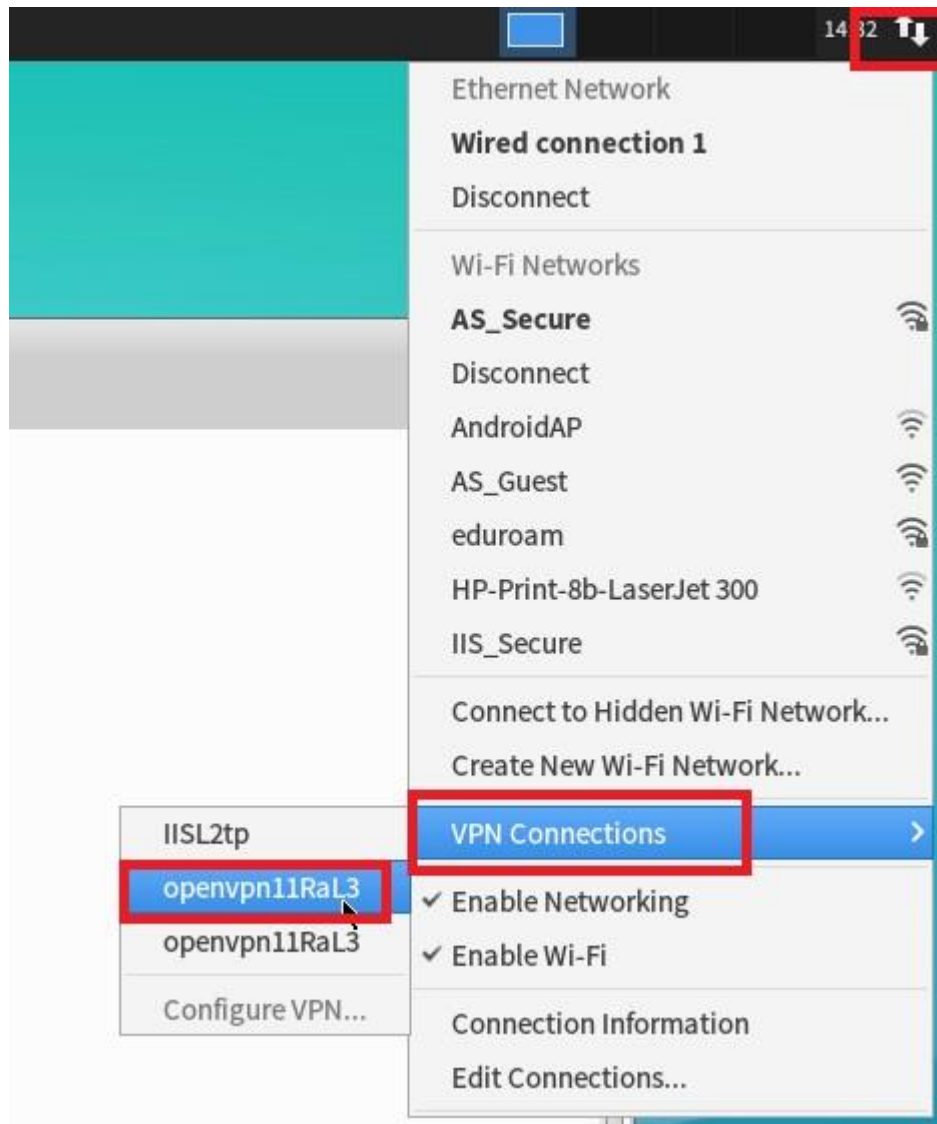 14:32
Ethernet Network
Wired connection 1
Disconnect
Wi-Fi Networks
AS_Secure
Disconnect
AndroidAP
AS_Guest
eduroam
HP-Print-8b-LaserJet 300
IIS_Secure
Connect to Hidden Wi-Fi Network...
Create New Wi-Fi Network...
VPN Connections
IISL2tp
openvpn11RaL3
openvpn11RaL3
Configure VPN...
Enable Networking
Enable Wi-Fi
Connection Information
Edit Connections...